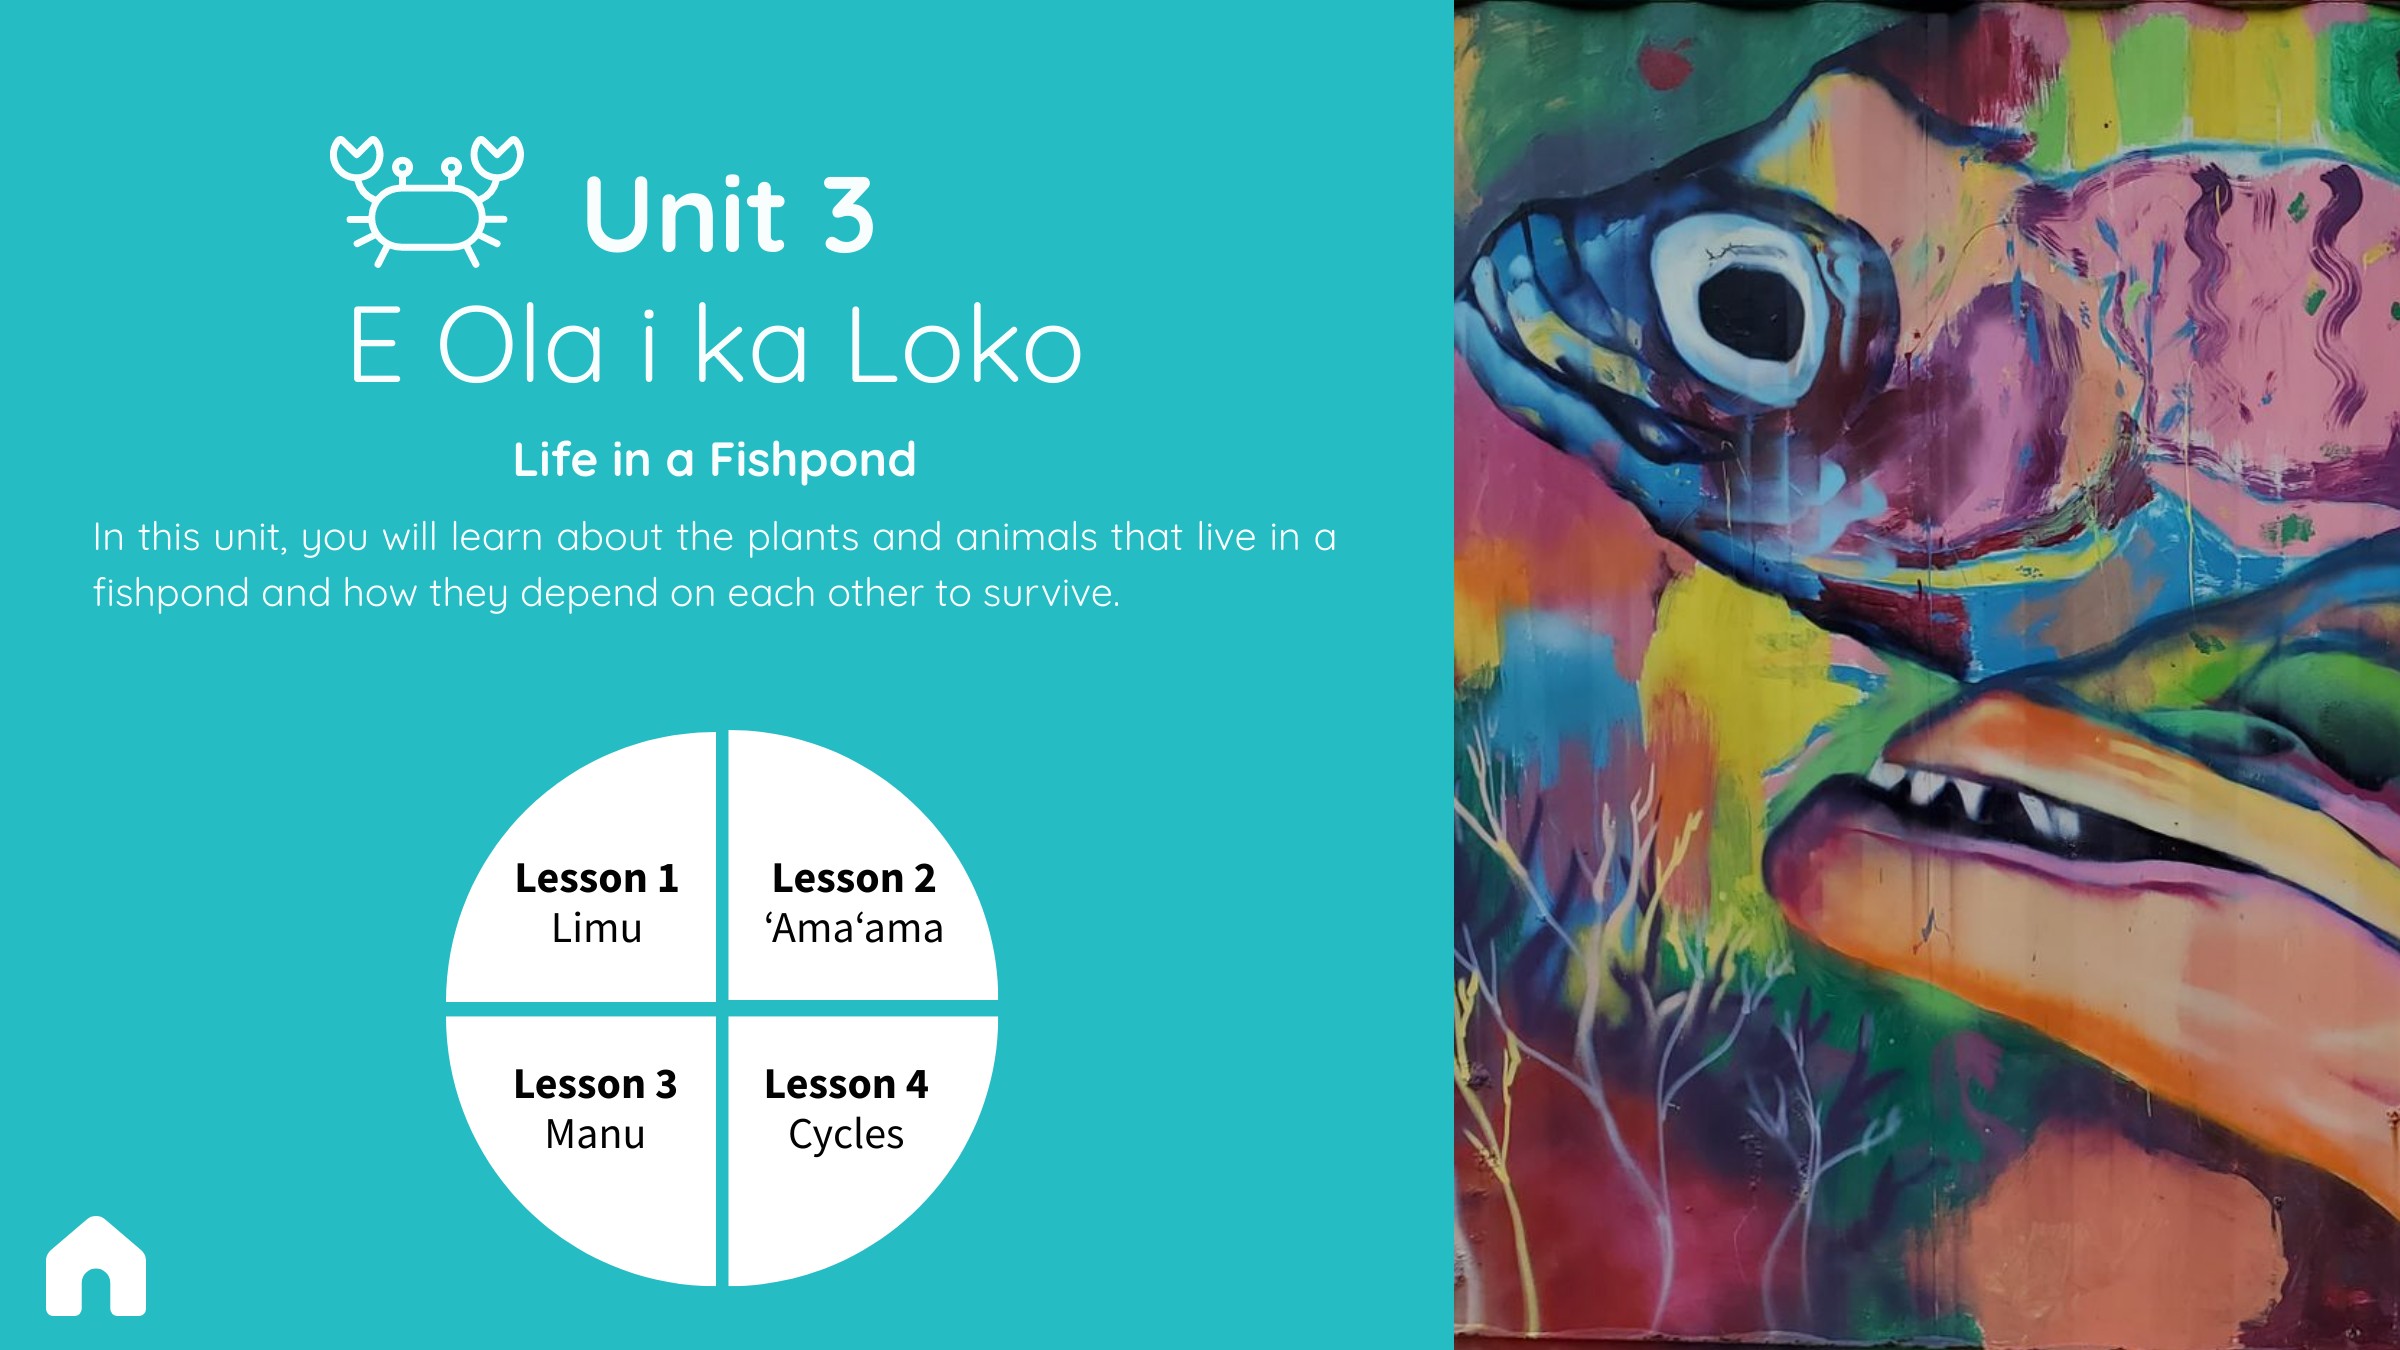 Unit 3
E Ola i ka Loko
Life in a Fishpond
In this unit, you will learn about the plants and animals that live in a
fishpond and how they depend on each other to survive.
Lesson 1
Limu
Lesson 2
‘Ama‘ama
Lesson 3
Manu
Lesson 4
Cycles